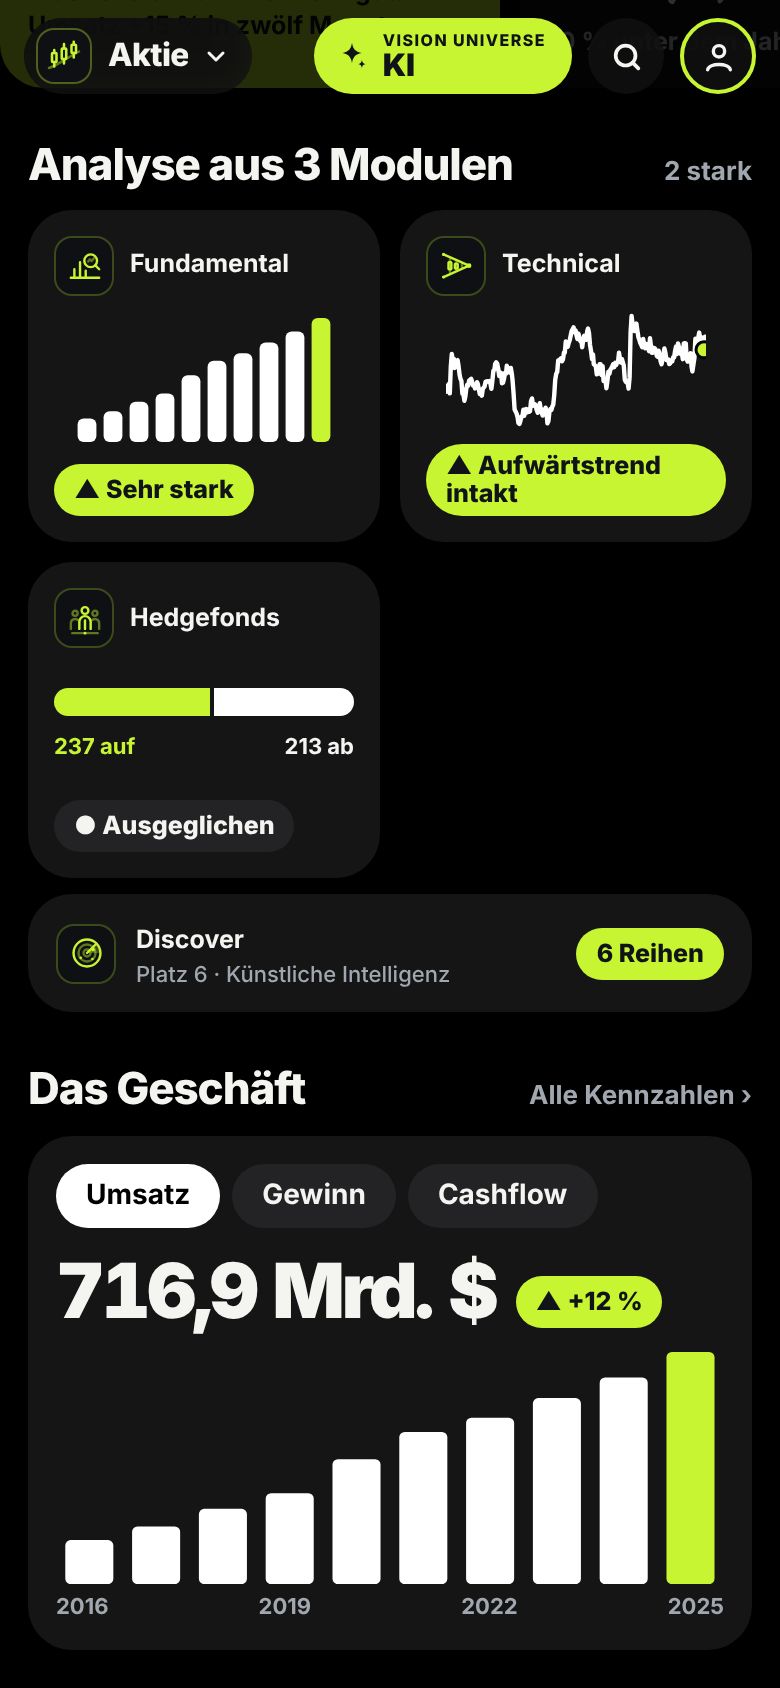 Aktie
VISION UNIVERSE
KI
Analyse aus 3 Modulen
2 stark
Fundamental
▲ Sehr stark
Technical
▲ Aufwärtstrend
intakt
Hedgefonds
237 auf
213 ab
Ausgeglichen
Discover
Platz 6 · Künstliche Intelligenz
6 Reihen
Das Geschäft
Alle Kennzahlen ›
Umsatz
Gewinn
Cashflow
716,9 Mrd. $
▲ +12 %
2016
2019
2022
2025